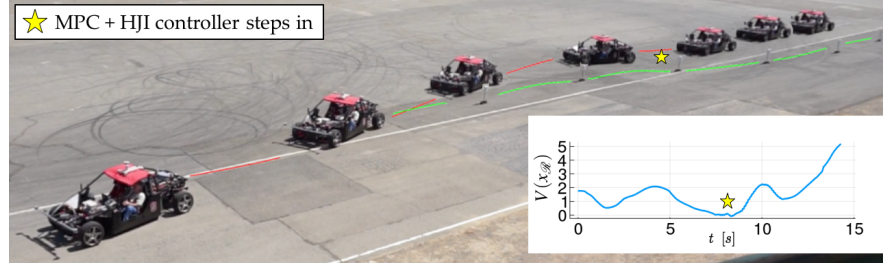 MPC + HJI controller steps in
5
4
3
2
1
0
V(x_ℛ)
0 5 10 15
t [s]